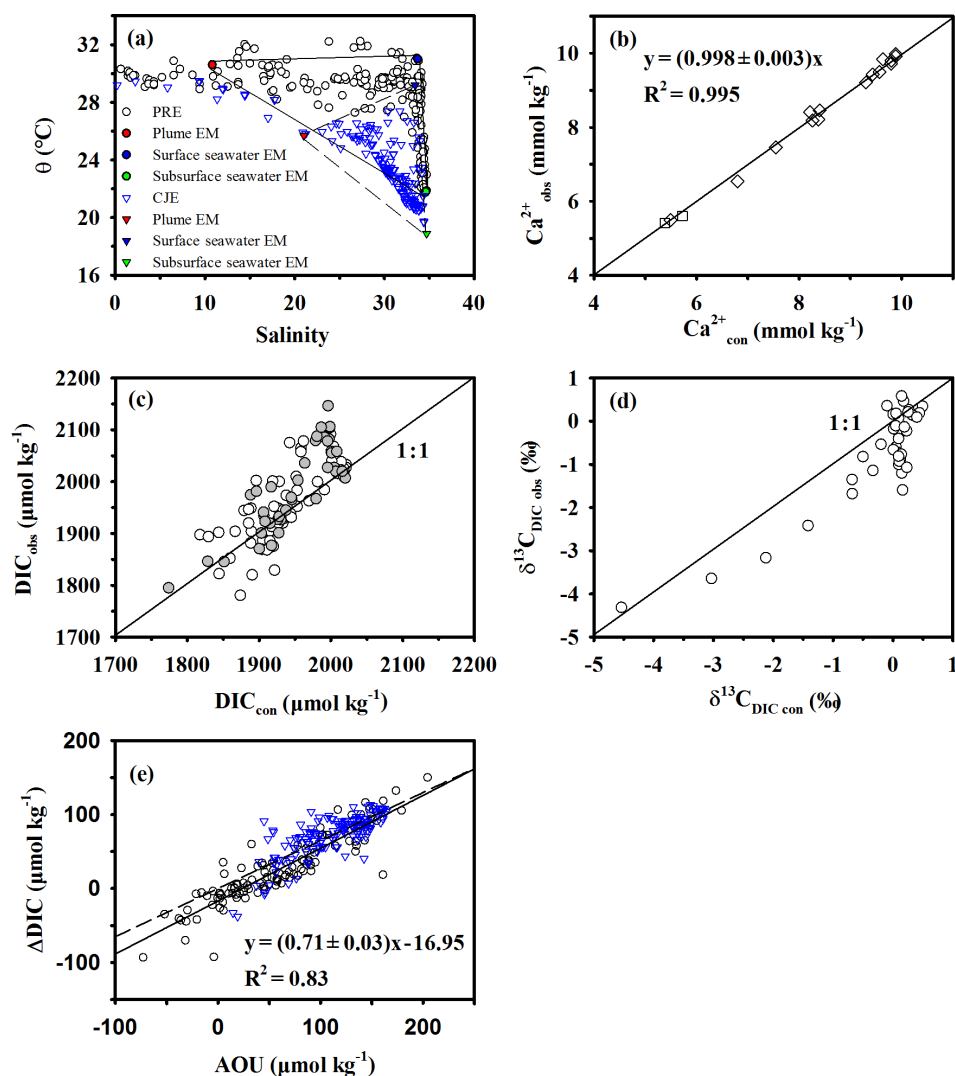 (a)
32
28
24
20
16
θ (°C)
PRE
Plume EM
Surface seawater EM
Subsurface seawater EM
CJE
Plume EM
Surface seawater EM
Subsurface seawater EM
0 10 20 30 40
Salinity
(b)
y = (0.998 ± 0.003)x
R² = 0.995
10
8
6
4
Ca²⁺obs (mmol kg⁻¹)
4 6 8 10
Ca²⁺con (mmol kg⁻¹)
(c)
2200
2100
2000
1900
1800
1700
DICobs (µmol kg⁻¹)
1:1
1700 1800 1900 2000 2100 2200
DICcon (µmol kg⁻¹)
(d)
1
0
-1
-2
-3
-4
-5
δ¹³CDIC obs (‰)
1:1
-5 -4 -3 -2 -1 0 1
δ¹³CDIC con (‰)
(e)
200
100
0
-100
ΔDIC (µmol kg⁻¹)
y = (0.71 ± 0.03)x - 16.95
R² = 0.83
-100 0 100 200
AOU (µmol kg⁻¹)